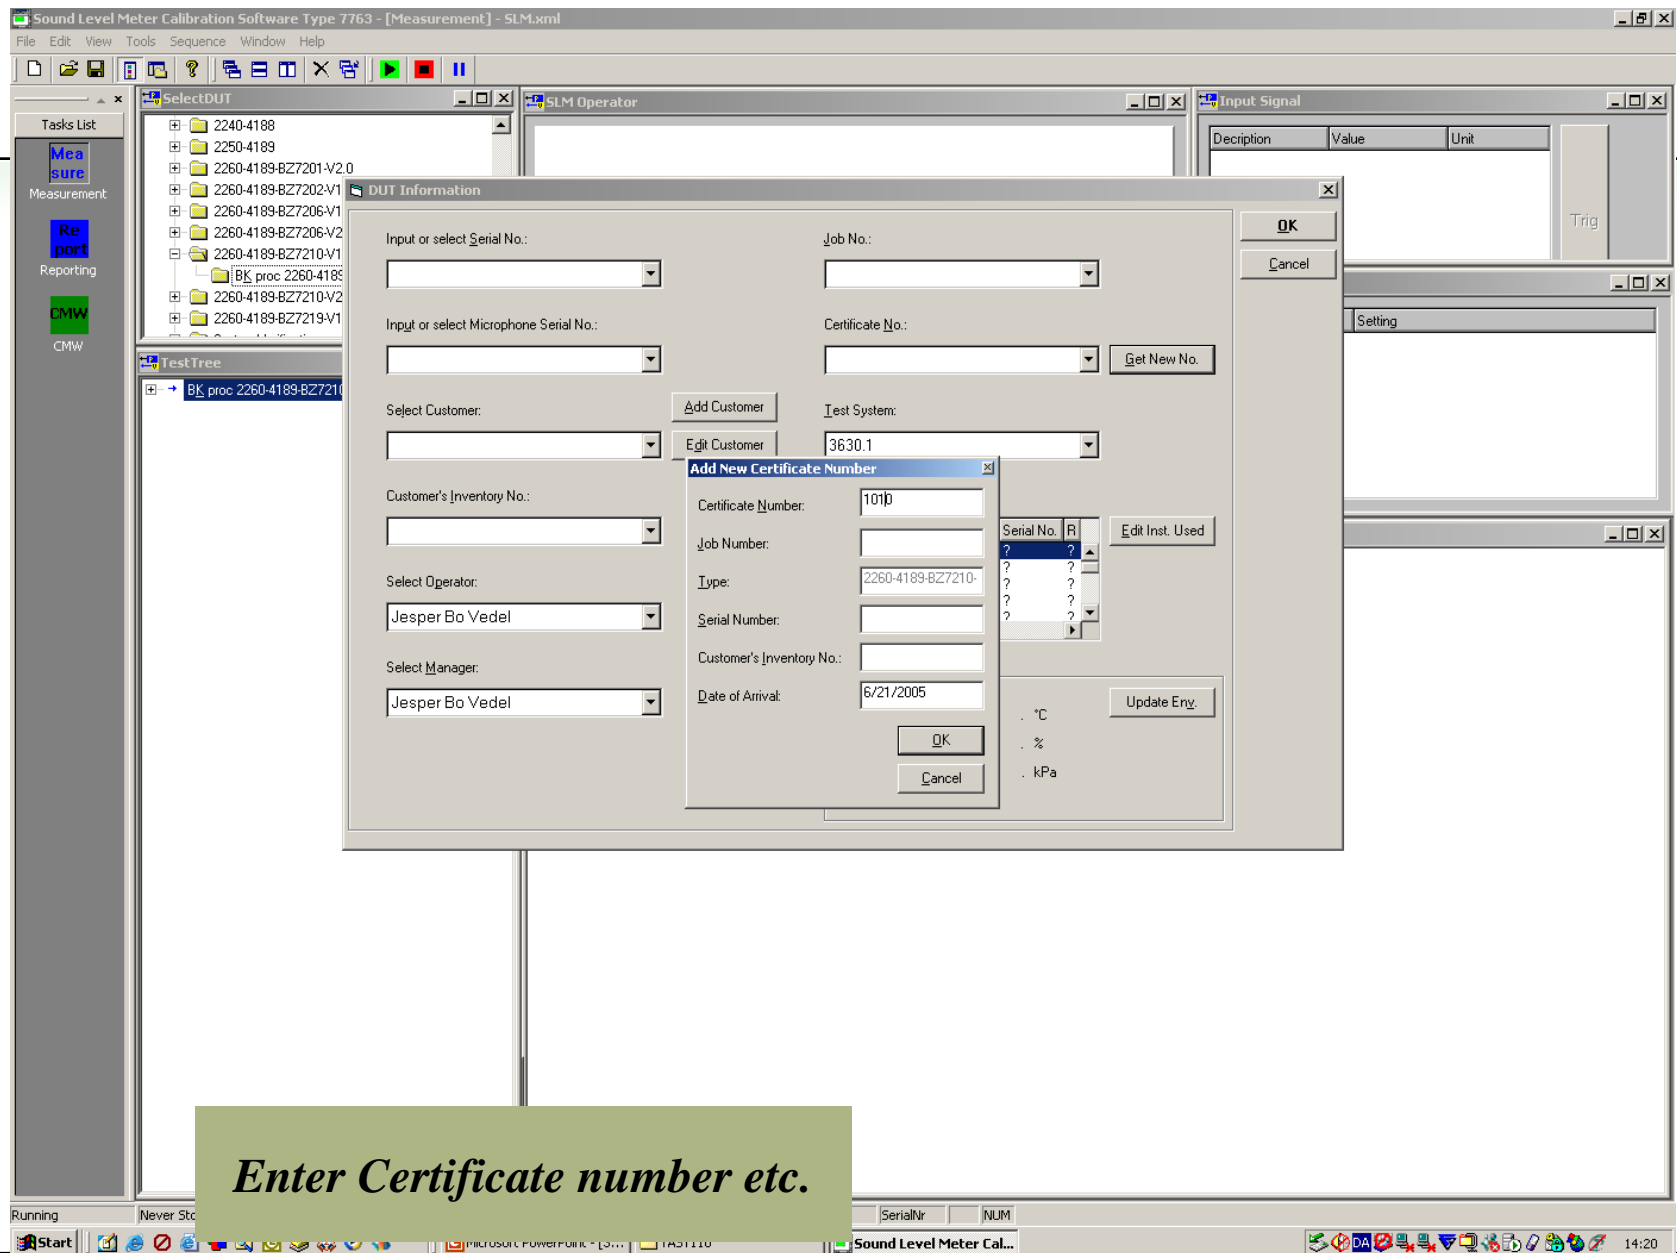 Sound Level Meter Calibration Software Type 7763 - [Measurement] - SLM.xml
File Edit View Tools Sequence Window Help
Tasks List
Mea
sure
Measurement
Re
port
Reporting
CMW
CMW
SelectDUT
2240-4188
2250-4189
2260-4189-BZ7201-V2.0
2260-4189-BZ7202-V1
2260-4189-BZ7206-V1
2260-4189-BZ7206-V2
2260-4189-BZ7210-V1
BK proc 2260-4189
2260-4189-BZ7210-V2
2260-4189-BZ7219-V1
TestTree
BK proc 2260-4189-BZ7210
SLM Operator
Input Signal
Decription Value Unit
Trig
Setting
DUT Information
OK
Cancel
Input or select Serial No.:
Job No.:
Input or select Microphone Serial No.:
Certificate No.:
Get New No.
Select Customer:
Add Customer
Edit Customer
Test System:
3630.1
Customer's Inventory No.:
Serial No. R
? ?
? ?
? ?
? ?
? ?
Edit Inst. Used
Select Operator:
Jesper Bo Vedel
Select Manager:
Jesper Bo Vedel
. °C
. %
. kPa
Update Env.
Add New Certificate Number
Certificate Number: 1010
Job Number:
Type: 2260-4189-BZ7210-
Serial Number:
Customer's Inventory No.:
Date of Arrival: 6/21/2005
OK
Cancel
Enter Certificate number etc.
Running Never Sto SerialNr NUM
Start Microsoft PowerPoint - [S... Sound Level Meter Cal... DA 14:20